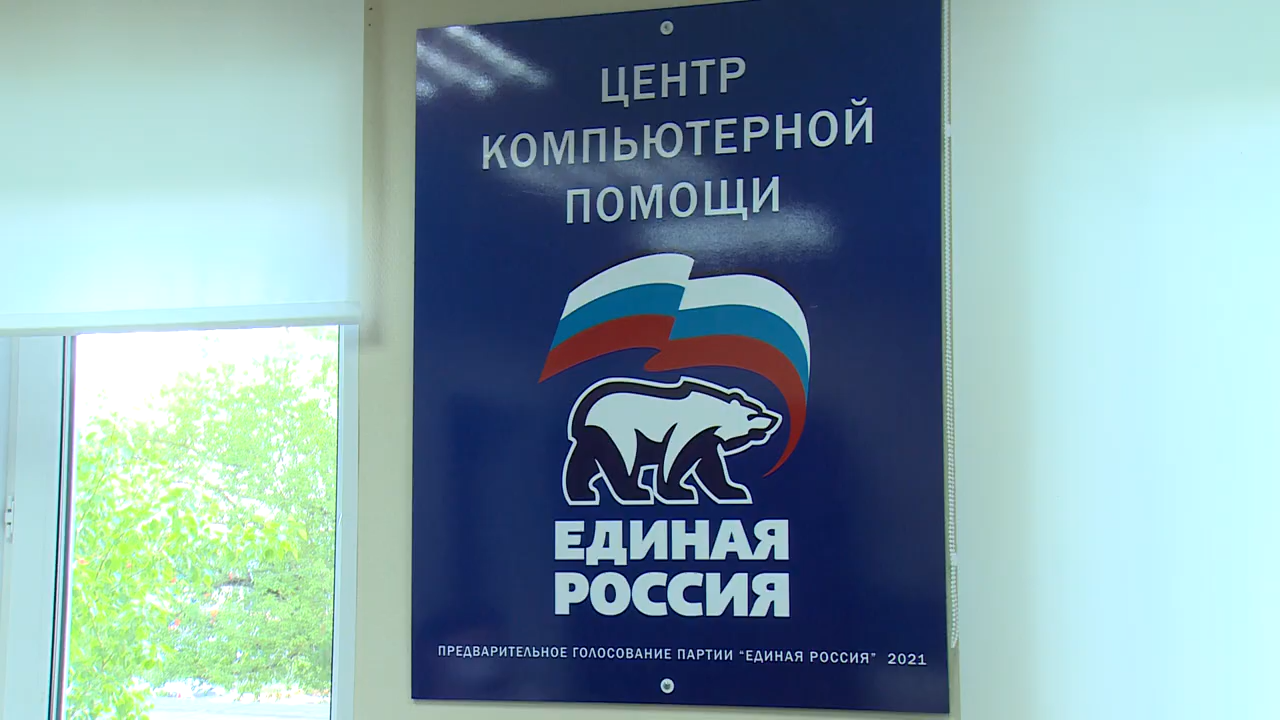 ЦЕНТР
КОМПЬЮТЕРНОЙ
ПОМОЩИ
ЕДИНАЯ
РОССИЯ
ПРЕДВАРИТЕЛЬНОЕ ГОЛОСОВАНИЕ ПАРТИИ "ЕДИНАЯ РОССИЯ" 2021